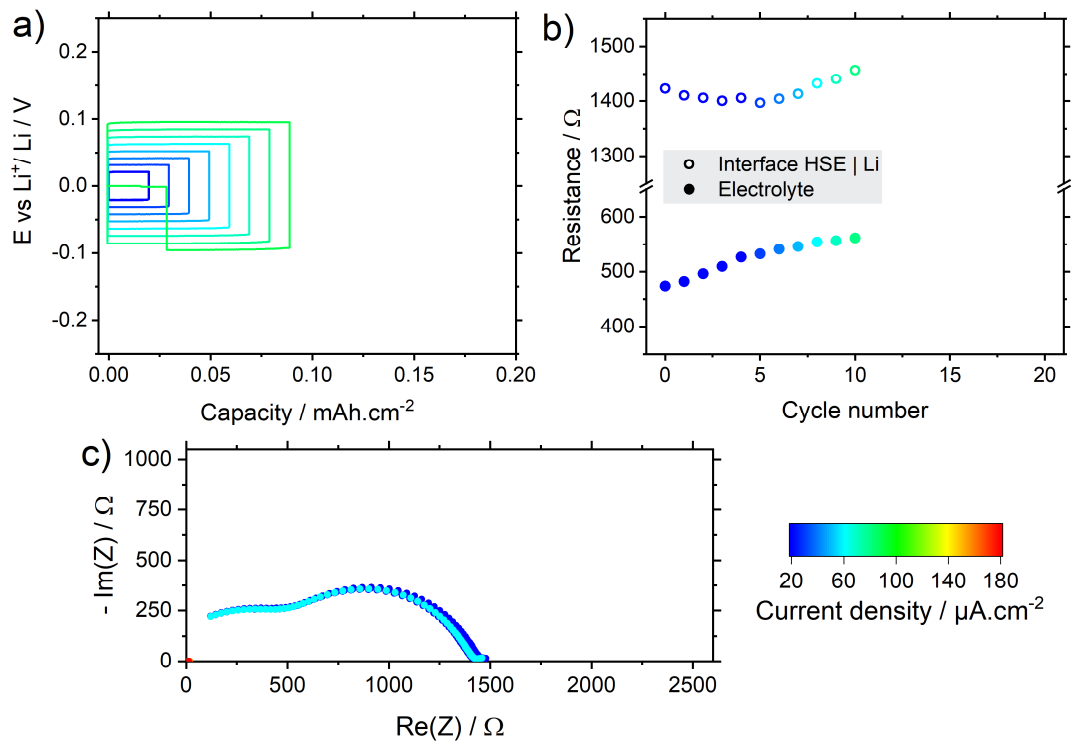 a)
E vs Li⁺/ Li / V
0.2
0.1
0.0
-0.1
-0.2
0.00 0.05 0.10 0.15 0.20
Capacity / mAh.cm⁻²
b)
Resistance / Ω
1500
1400
1300
600
500
400
Interface HSE | Li
Electrolyte
0 5 10 15 20
Cycle number
c)
- Im(Z) / Ω
1000
750
500
250
0
0 500 1000 1500 2000 2500
Re(Z) / Ω
20 60 100 140 180
Current density / µA.cm⁻²